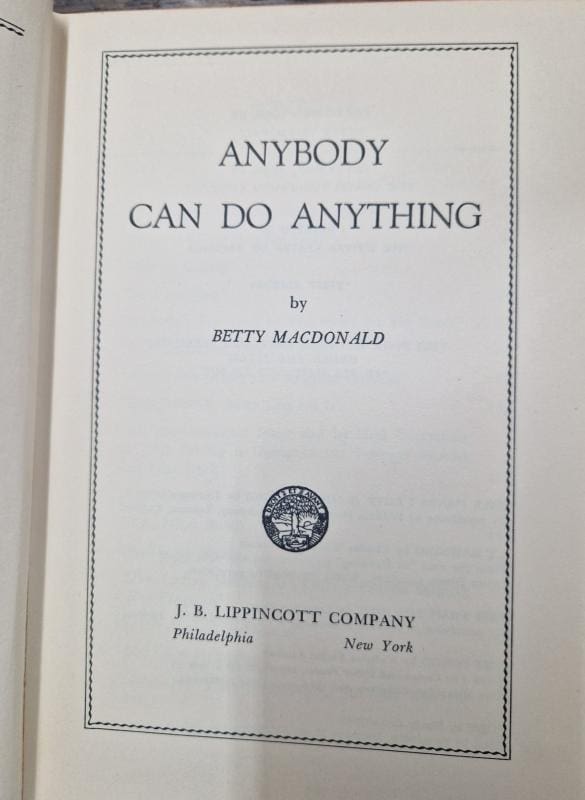 ANYBODY
CAN DO ANYTHING
by
BETTY MACDONALD
J. B. LIPPINCOTT COMPANY
Philadelphia New York